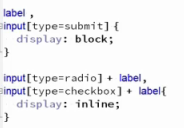 label ,
input[type=submit] {
display: block;
}
input[type=radio] + label,
input[type=checkbox] + label{
display: inline;
}